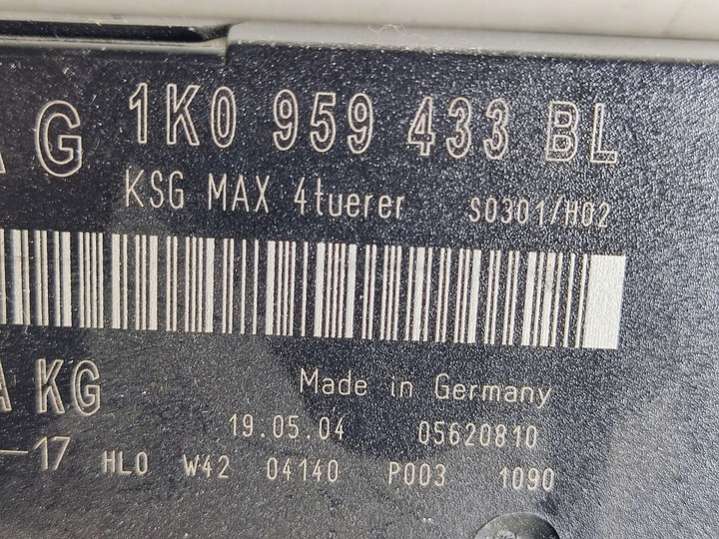 A G 1K0 959 433 BL
KSG MAX 4tuerer S0301/H02
A KG Made in Germany
19.05.04 05620810
-17 HLO W42 04140 P003 1090